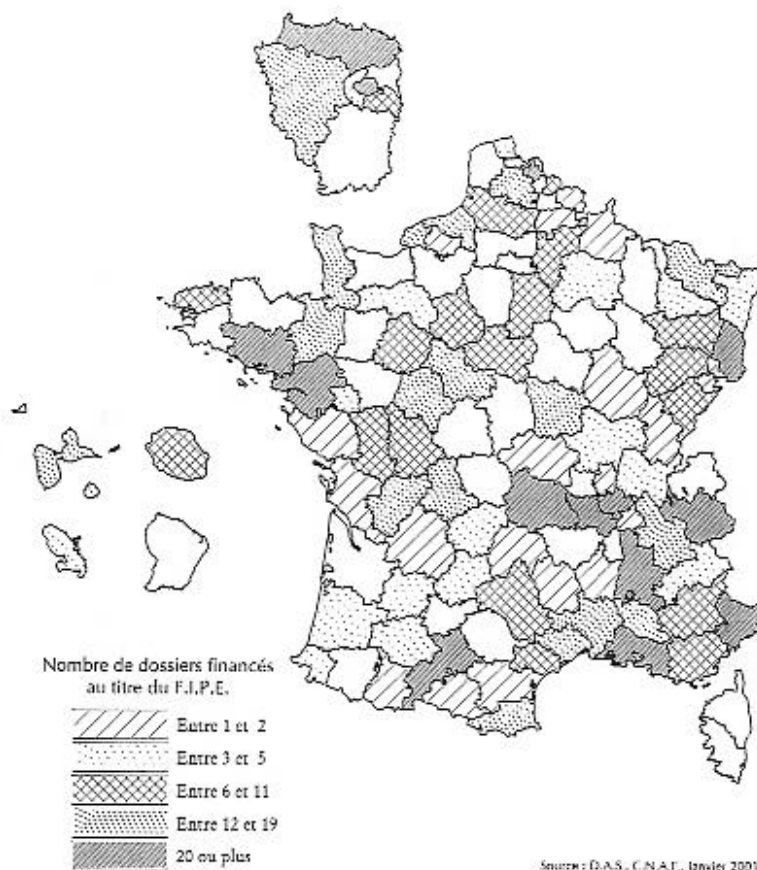 Nombre de dossiers financés
au titre du F.I.P.E.
Entre 1 et 2
Entre 3 et 5
Entre 6 et 11
Entre 12 et 19
20 ou plus
Source : D.A.S., C.N.A.F., janvier 2001